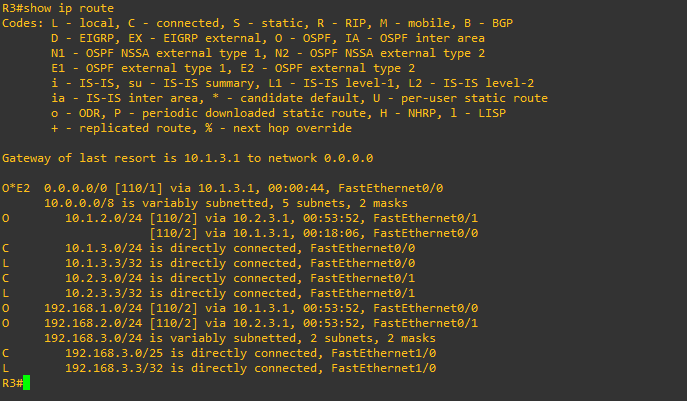 R3#show ip route
Codes: L - local, C - connected, S - static, R - RIP, M - mobile, B - BGP
       D - EIGRP, EX - EIGRP external, O - OSPF, IA - OSPF inter area
       N1 - OSPF NSSA external type 1, N2 - OSPF NSSA external type 2
       E1 - OSPF external type 1, E2 - OSPF external type 2
       i - IS-IS, su - IS-IS summary, L1 - IS-IS level-1, L2 - IS-IS level-2
       ia - IS-IS inter area, * - candidate default, U - per-user static route
       o - ODR, P - periodic downloaded static route, H - NHRP, l - LISP
       + - replicated route, % - next hop override

Gateway of last resort is 10.1.3.1 to network 0.0.0.0

O*E2  0.0.0.0/0 [110/1] via 10.1.3.1, 00:00:44, FastEthernet0/0
      10.0.0.0/8 is variably subnetted, 5 subnets, 2 masks
O        10.1.2.0/24 [110/2] via 10.2.3.1, 00:53:52, FastEthernet0/1
                     [110/2] via 10.1.3.1, 00:18:06, FastEthernet0/0
C        10.1.3.0/24 is directly connected, FastEthernet0/0
L        10.1.3.3/32 is directly connected, FastEthernet0/0
C        10.2.3.0/24 is directly connected, FastEthernet0/1
L        10.2.3.3/32 is directly connected, FastEthernet0/1
O     192.168.1.0/24 [110/2] via 10.1.3.1, 00:53:52, FastEthernet0/0
O     192.168.2.0/24 [110/2] via 10.2.3.1, 00:53:52, FastEthernet0/1
      192.168.3.0/24 is variably subnetted, 2 subnets, 2 masks
C        192.168.3.0/25 is directly connected, FastEthernet1/0
L        192.168.3.3/32 is directly connected, FastEthernet1/0
R3#